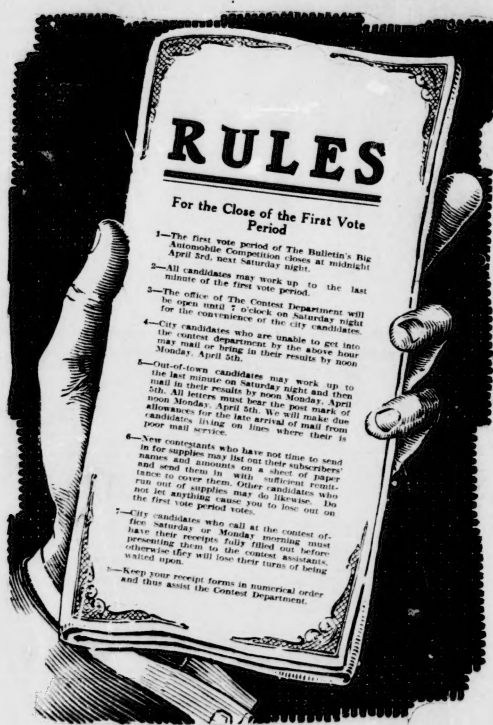 RULES
For the Close of the First Vote
Period
1—The first vote period of The Bulletin's Big
Automobile Competition closes at midnight
April 3rd, next Saturday night.
2—All candidates may work up to the last
minute of the first vote period.
3—The office of The Contest Department will
be open until 7 o'clock on Saturday night
for the convenience of the city candidates.
4—City candidates who are unable to get into
the contest department by the above hour
may mail or bring in their results by noon
Monday, April 5th.
5—Out-of-town candidates may work up to
the last minute on Saturday night and then
mail in their results by noon Monday, April
5th. All letters must bear the post mark of
noon Monday, April 5th. We will make due
allowances for the late arrival of mail from
candidates living on lines where their is
poor mail service.
6—New contestants who have not time to send
in for supplies may list out their subscribers'
names and amounts on a sheet of paper
and send them in with sufficient remit-
tance to cover them. Other candidates who
run out of supplies may do likewise. Do
not let anything cause you to lose out on
the first vote period votes.
7—City candidates who call at the contest of-
fice Saturday or Monday morning must
have their receipts fully filled out before
presenting them to the contest assistants,
otherwise they will lose their turns of being
waited upon.
8—Keep your receipt forms in numerical order
and thus assist the Contest Department.